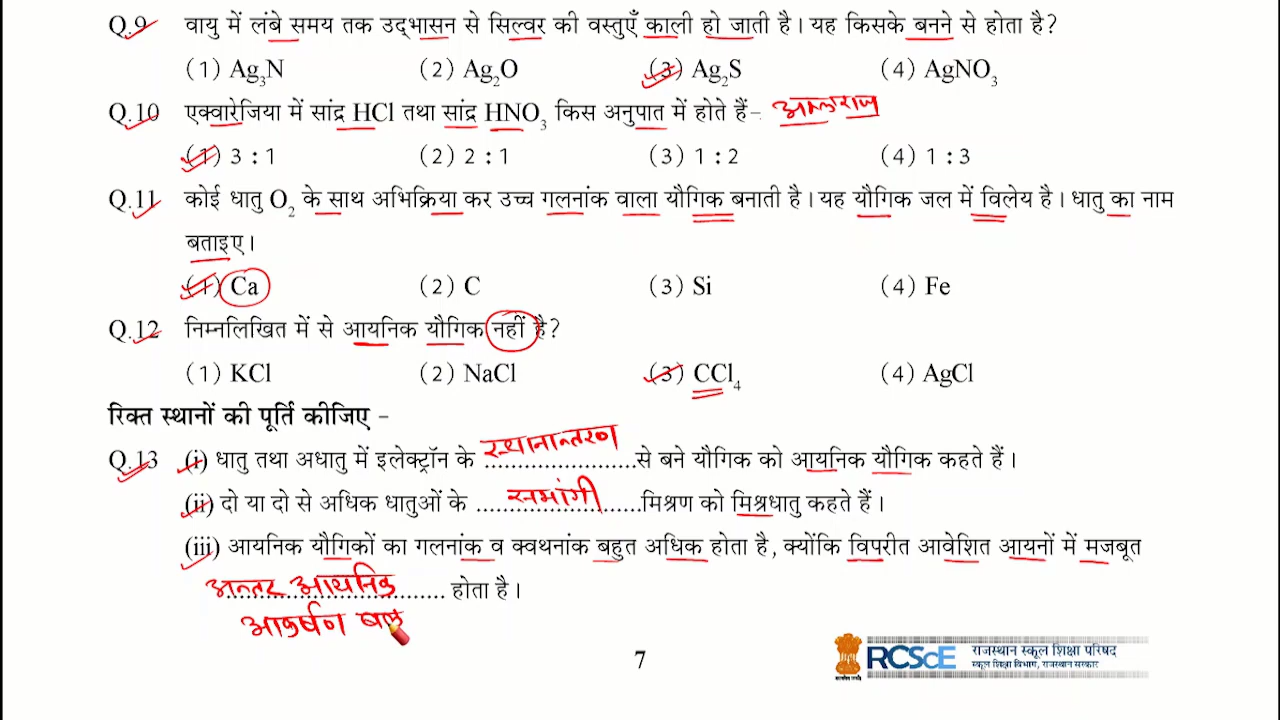 Q.9 वायु में लंबे समय तक उद्भासन से सिल्वर की वस्तुएँ काली हो जाती है। यह किसके बनने से होता है?
(1) Ag₃N (2) Ag₂O (3) Ag₂S (4) AgNO₃
Q.10 एक्वारेजिया में सांद्र HCl तथा सांद्र HNO₃ किस अनुपात में होते हैं- अम्लराज
(1) 3 : 1 (2) 2 : 1 (3) 1 : 2 (4) 1 : 3
Q.11 कोई धातु O₂ के साथ अभिक्रिया कर उच्च गलनांक वाला यौगिक बनाती है। यह यौगिक जल में विलेय है। धातु का नाम
बताइए।
(1) Ca (2) C (3) Si (4) Fe
Q.12 निम्नलिखित में से आयनिक यौगिक नहीं है?
(1) KCl (2) NaCl (3) CCl₄ (4) AgCl
रिक्त स्थानों की पूर्ति कीजिए -
Q.13 (i) धातु तथा अधातु में इलेक्ट्रॉन के स्थानान्तरण से बने यौगिक को आयनिक यौगिक कहते हैं।
(ii) दो या दो से अधिक धातुओं के समांगी मिश्रण को मिश्रधातु कहते हैं।
(iii) आयनिक यौगिकों का गलनांक व क्वथनांक बहुत अधिक होता है, क्योंकि विपरीत आवेशित आयनों में मजबूत
अन्तर आयनिक होता है।
आकर्षण बल
7
RCScE राजस्थान स्कूल शिक्षा परिषद
स्कूल शिक्षा विभाग, राजस्थान सरकार